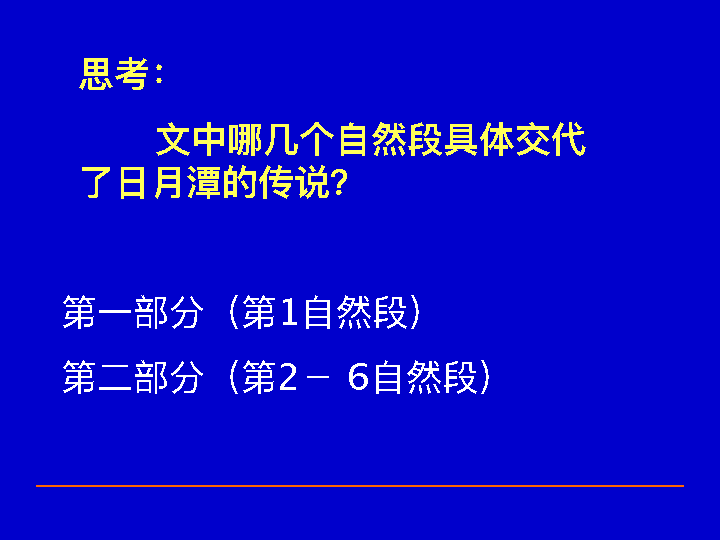 思考：
文中哪几个自然段具体交代
了日月潭的传说？
第一部分（第1自然段）
第二部分（第2－ 6自然段）